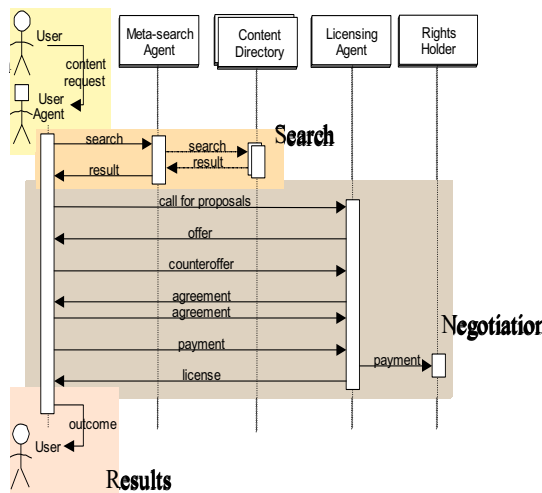 User
Meta-search
Agent
Content
Directory
Licensing
Agent
Rights
Holder
content
request
User
Agent
search
search
Search
result
result
call for proposals
offer
counteroffer
agreement
agreement
Negotiation
payment
payment
license
outcome
User
Results